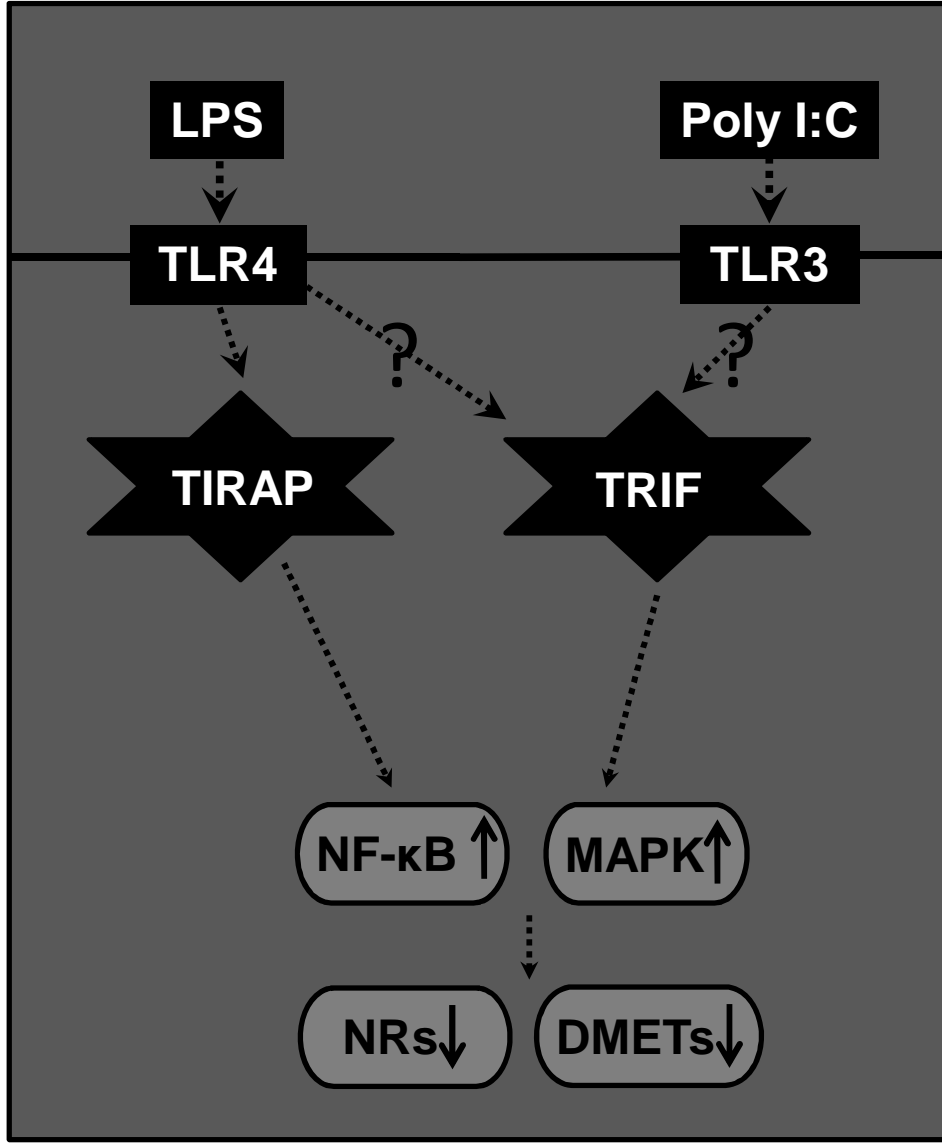 LPS
Poly I:C
TLR4
TLR3
?
?
TIRAP
TRIF
NF-κB
MAPK
NRs
DMETs